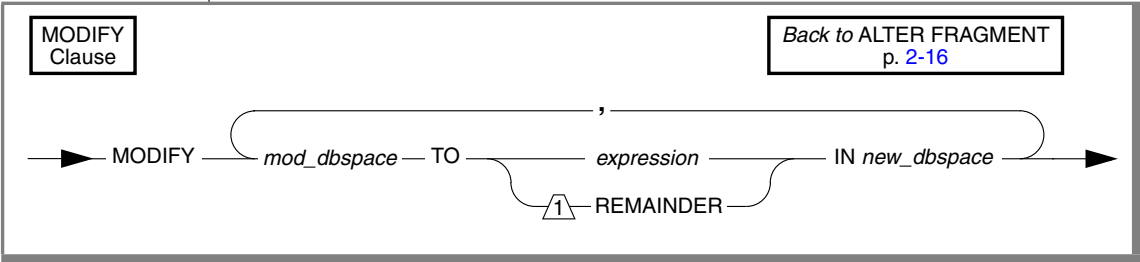 MODIFY
Clause
Back to ALTER FRAGMENT
p. 2-16
,
MODIFY mod_dbspace TO expression IN new_dbspace
1 REMAINDER